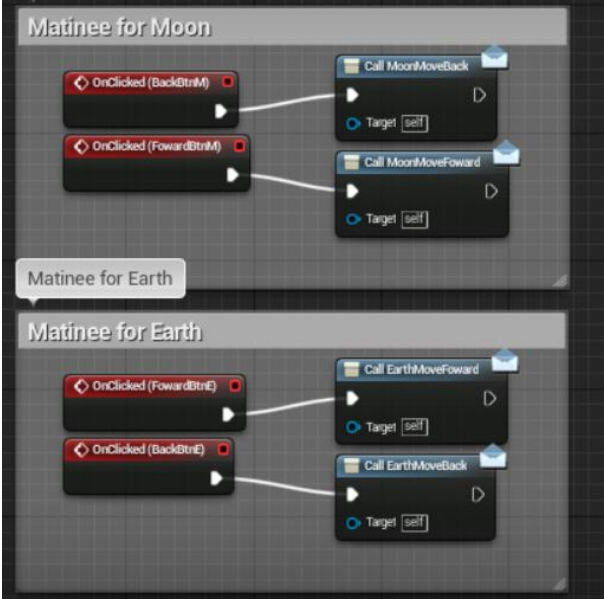 Matinee for Moon
OnClicked (BackBtnM)
Call MoonMoveBack
Target self
OnClicked (FowardBtnM)
Call MoonMoveFoward
Target self
Matinee for Earth
Matinee for Earth
OnClicked (FowardBtnE)
Call EarthMoveFoward
Target self
OnClicked (BackBtnE)
Call EarthMoveBack
Target self